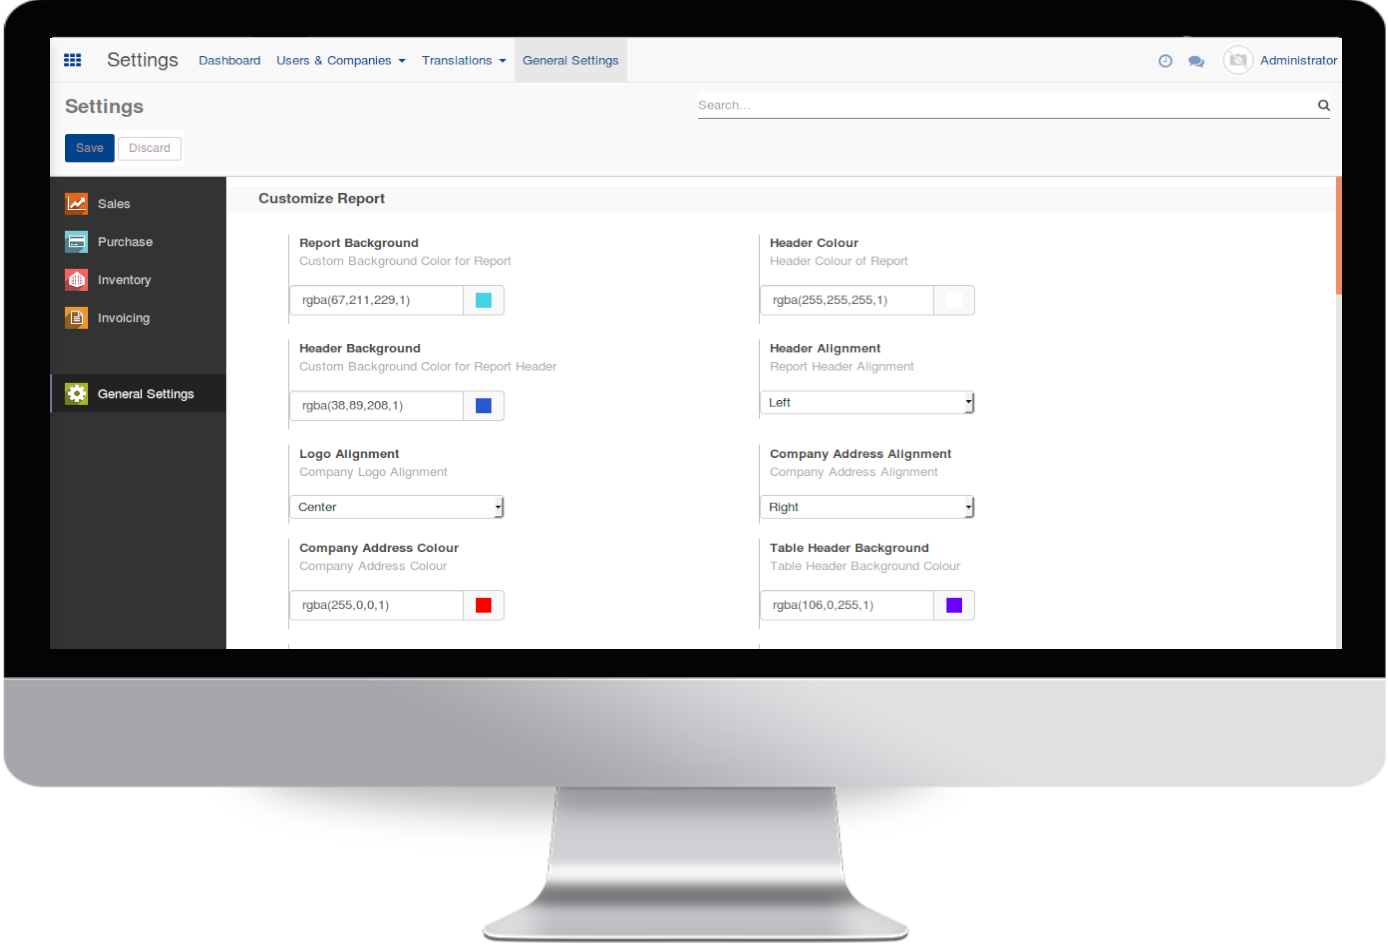 Settings Dashboard Users & Companies Translations General Settings Administrator
Settings
Search...
Save Discard
Sales
Purchase
Inventory
Invoicing
General Settings
Customize Report
Report Background
Custom Background Color for Report
rgba(67,211,229,1)
Header Colour
Header Colour of Report
rgba(255,255,255,1)
Header Background
Custom Background Color for Report Header
rgba(38,89,208,1)
Header Alignment
Report Header Alignment
Left
Logo Alignment
Company Logo Alignment
Center
Company Address Alignment
Company Address Alignment
Right
Company Address Colour
Company Address Colour
rgba(255,0,0,1)
Table Header Background
Table Header Background Colour
rgba(106,0,255,1)